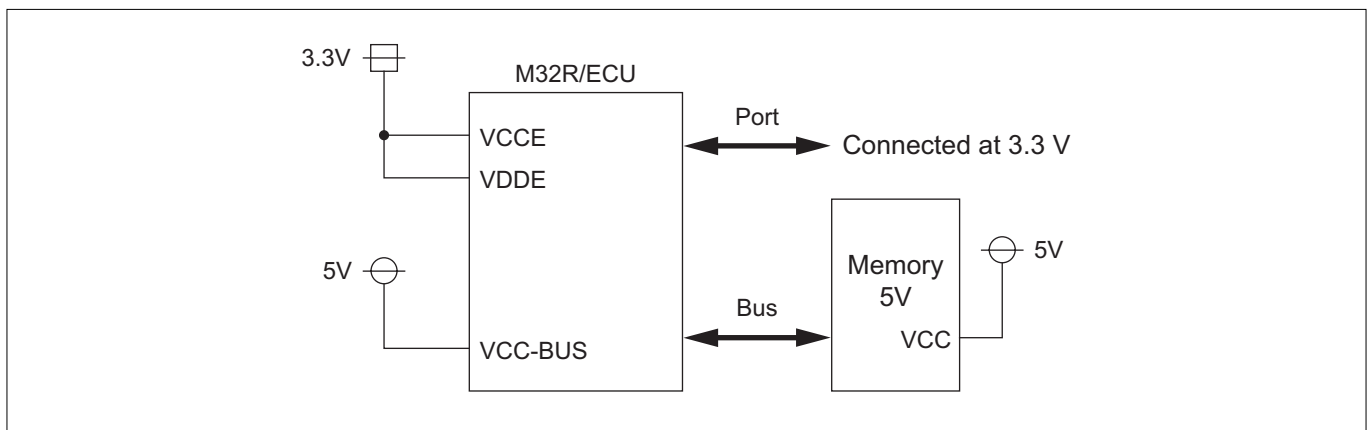 3.3V
M32R/ECU
VCCE
Port
Connected at 3.3 V
VDDE
5V
Memory
5V
5V
Bus
VCC-BUS
VCC